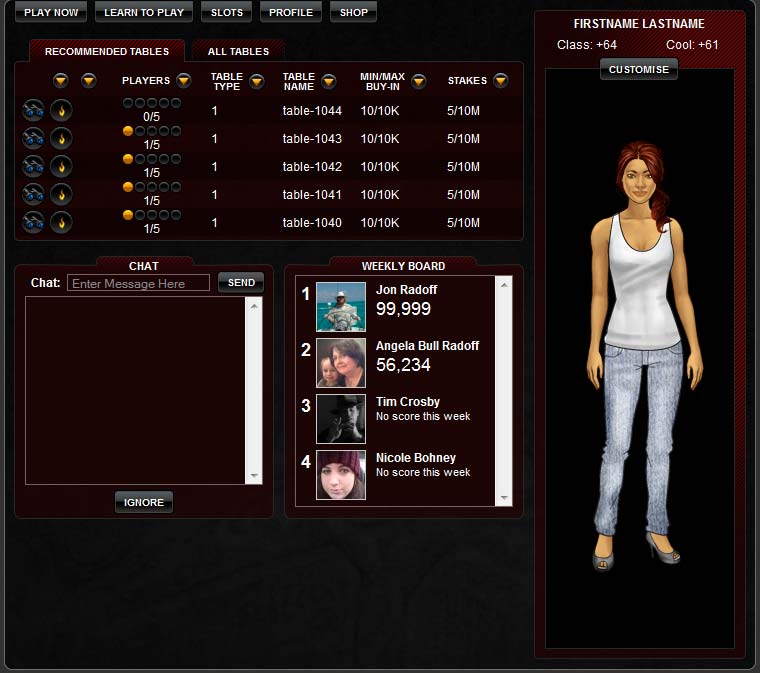 PLAY NOW LEARN TO PLAY SLOTS PROFILE SHOP
FIRSTNAME LASTNAME
Class: +64 Cool: +61
CUSTOMISE
RECOMMENDED TABLES ALL TABLES
PLAYERS TABLE TYPE TABLE NAME MIN/MAX BUY-IN STAKES
0/5 1 table-1044 10/10K 5/10M
1/5 1 table-1043 10/10K 5/10M
1/5 1 table-1042 10/10K 5/10M
1/5 1 table-1041 10/10K 5/10M
1/5 1 table-1040 10/10K 5/10M
CHAT
Chat: Enter Message Here SEND
IGNORE
WEEKLY BOARD
1 Jon Radoff
99,999
2 Angela Bull Radoff
56,234
3 Tim Crosby
No score this week
4 Nicole Bohney
No score this week